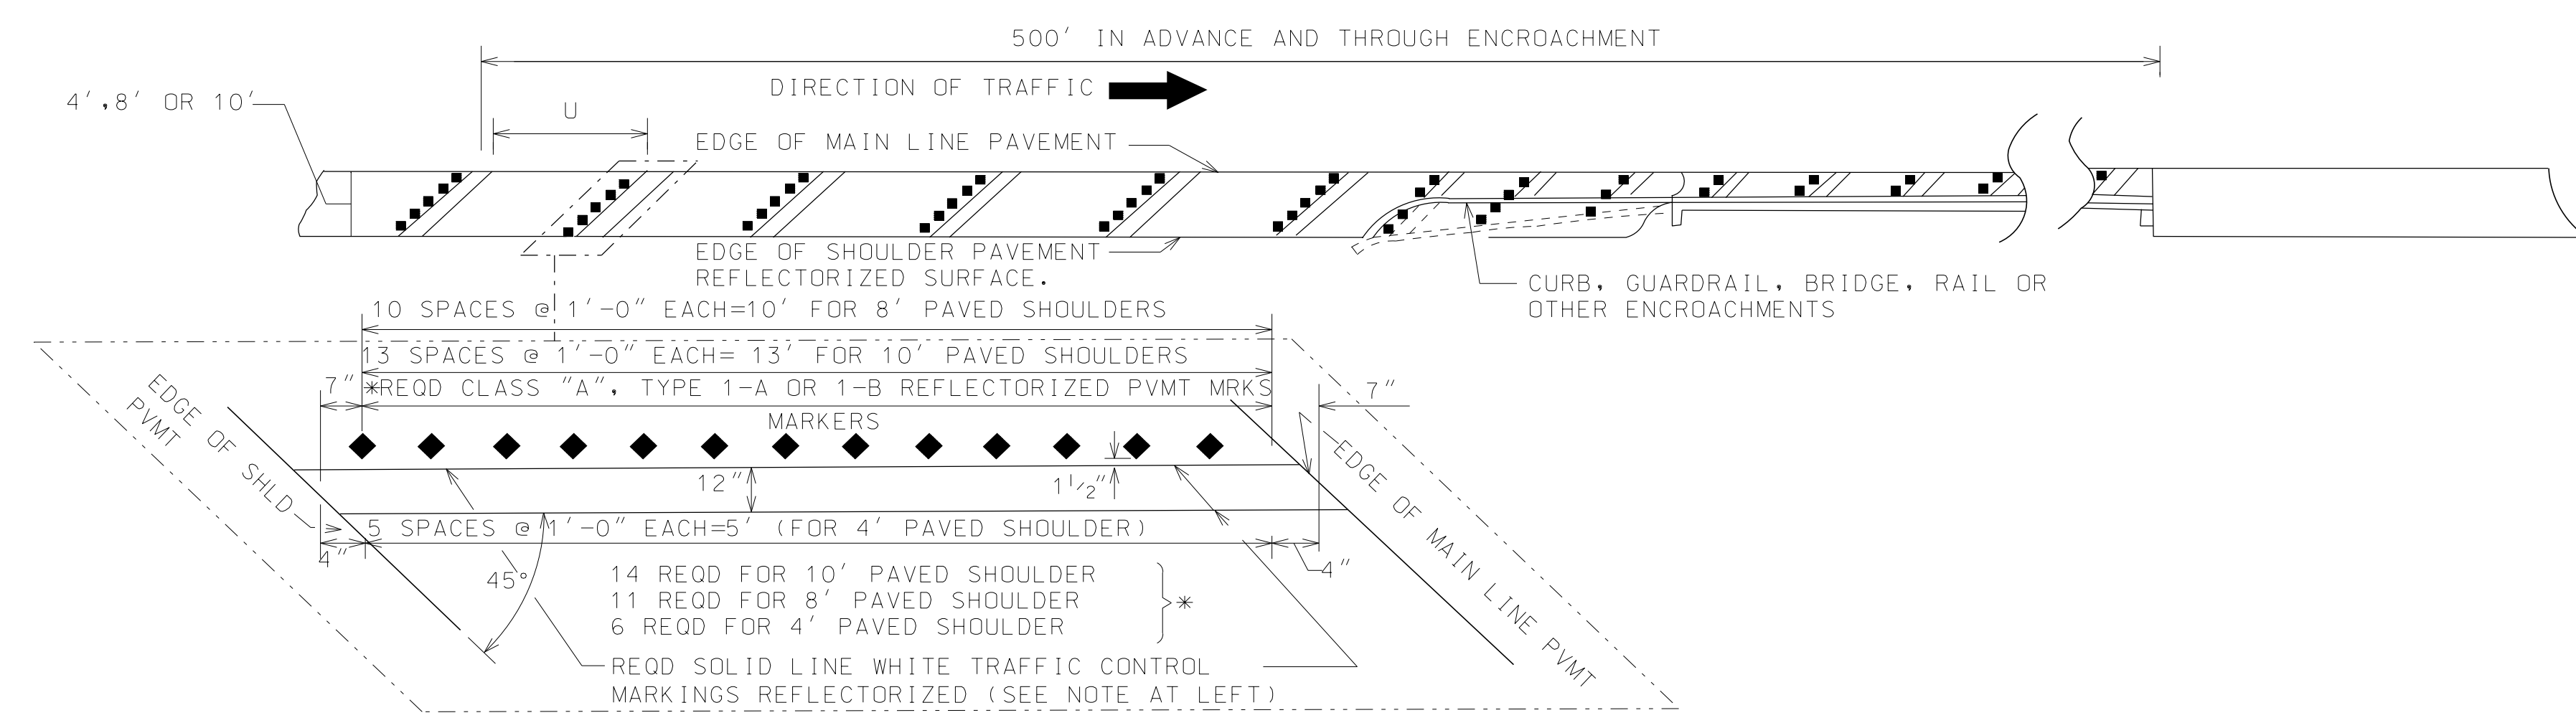 500' IN ADVANCE AND THROUGH ENCROACHMENT
DIRECTION OF TRAFFIC
4',8' OR 10'
U
EDGE OF MAIN LINE PAVEMENT
EDGE OF SHOULDER PAVEMENT
REFLECTORIZED SURFACE.
CURB, GUARDRAIL, BRIDGE, RAIL OR
OTHER ENCROACHMENTS
10 SPACES @ 1'-0" EACH=10' FOR 8' PAVED SHOULDERS
13 SPACES @ 1'-0" EACH= 13' FOR 10' PAVED SHOULDERS
7"
*REQD CLASS "A", TYPE 1-A OR 1-B REFLECTORIZED PVMT MRKS
MARKERS
7"
EDGE OF SHLD
PVMT
EDGE OF MAIN LINE PVMT
12"
1 1/2"
5 SPACES @ 1'-0" EACH=5' (FOR 4' PAVED SHOULDER)
4"
45°
4"
14 REQD FOR 10' PAVED SHOULDER
11 REQD FOR 8' PAVED SHOULDER
6 REQD FOR 4' PAVED SHOULDER
*
REQD SOLID LINE WHITE TRAFFIC CONTROL
MARKINGS REFLECTORIZED (SEE NOTE AT LEFT)